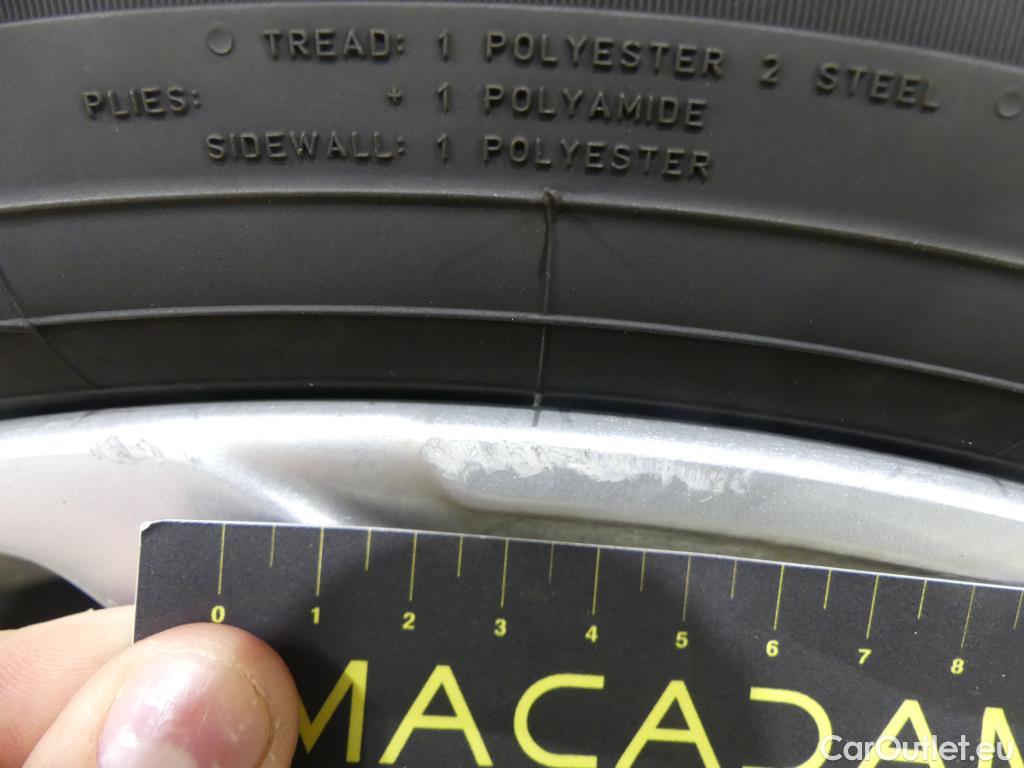 TREAD: 1 POLYESTER 2 STEEL
PLIES: + 1 POLYAMIDE
SIDEWALL: 1 POLYESTER
0 1 2 3 4 5 6 7 8
MACADAM
CarOutlet.eu